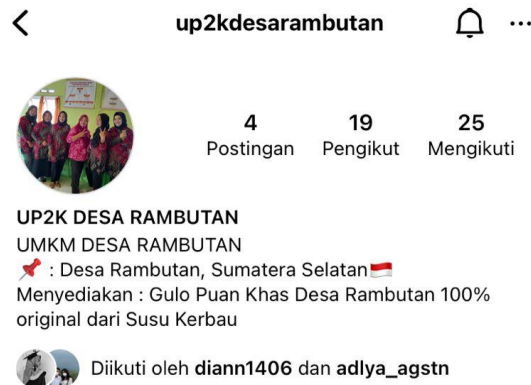 up2kdesarambutan
4 19 25
Postingan Pengikut Mengikuti
UP2K DESA RAMBUTAN
UMKM DESA RAMBUTAN
📌 : Desa Rambutan, Sumatera Selatan🇮🇩
Menyediakan : Gulo Puan Khas Desa Rambutan 100%
original dari Susu Kerbau
Diikuti oleh diann1406 dan adlya_agstn